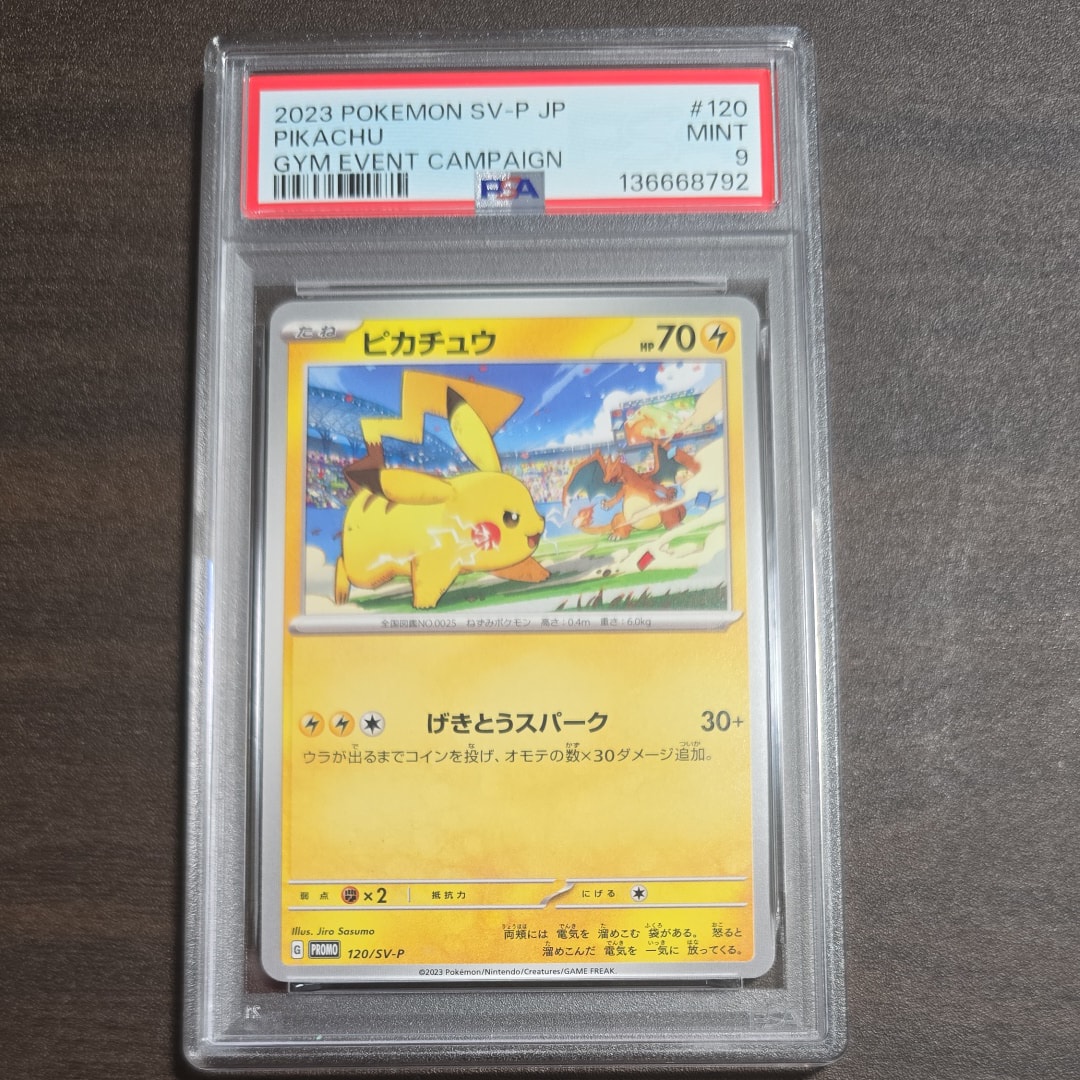 2023 POKEMON SV-P JP #120
PIKACHU MINT
GYM EVENT CAMPAIGN 9
PSA 136668792
たね ピカチュウ HP70
全国図鑑NO.0025 ねずみポケモン 高さ:0.4m 重さ:6.0kg
げきとうスパーク 30+
ウラが出るまでコインを投げ、オモテの数×30ダメージ追加。
弱点 ×2 抵抗力 にげる
Illus. Jiro Sasumo
両頬には 電気を 溜めこむ 袋がある。 怒ると
溜めこんだ 電気を 一気に 放ってくる。
G PROMO 120/SV-P
©2023 Pokémon/Nintendo/Creatures/GAME FREAK.